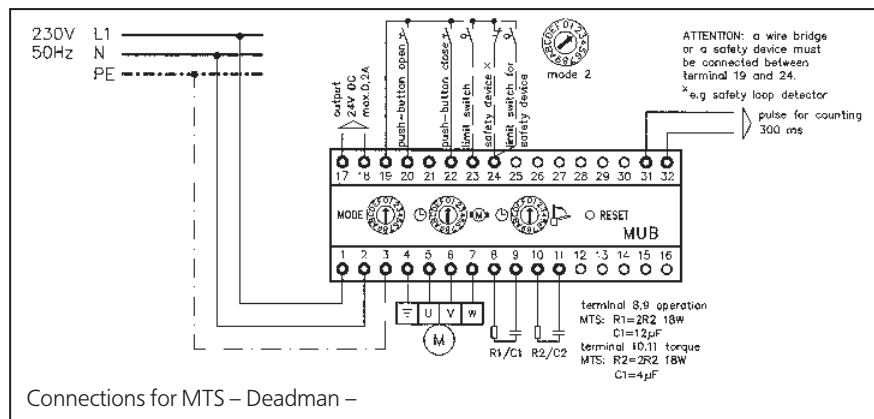 230V L1
50Hz N
PE
output
24V DC
max.0,2A
push-button open
push-button close
limit switch
safety device x
limit switch for
safety device
mode 2
ATTENTION: a wire bridge
or a safety device must
be connected between
terminal 19 and 24.
x e.g safety loop detector
pulse for counting
300 ms
17 18 19 20 21 22 23 24 25 26 27 28 29 30 31 32
MODE
M
RESET
MUB
1 2 3 4 5 6 7 8 9 10 11 12 13 14 15 16
U V W
M
R1/C1 R2/C2
terminal 8,9 operation
MTS: R1=2R2 18W
C1=12µF
terminal 10,11 torque
MTS: R2=2R2 18W
C1=4µF
Connections for MTS – Deadman –